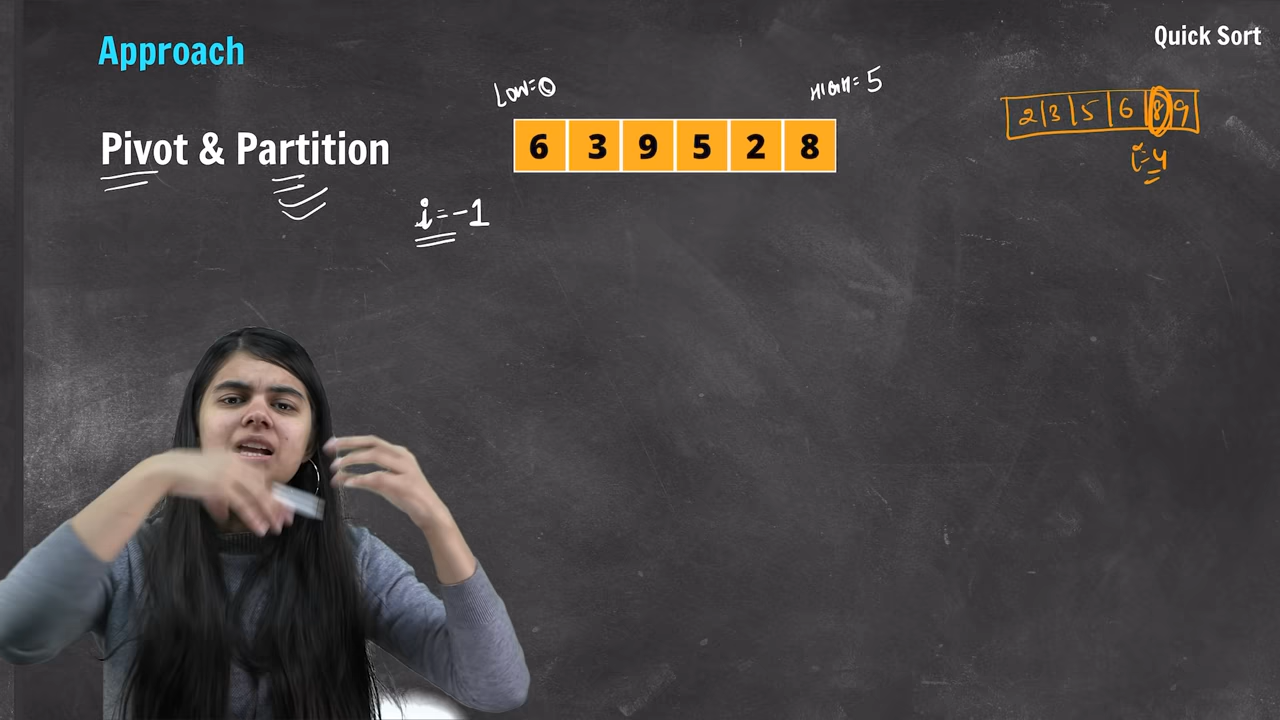 Approach
Quick Sort
Low=0
HIGH=5
2 3 5 6 8 9
Pivot & Partition
6 3 9 5 2 8
i=4
i=-1